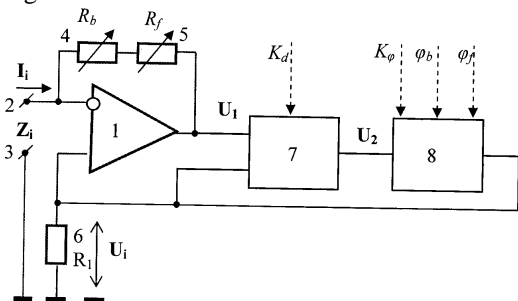 R_b R_f
4 5
K_d K_φ φ_b φ_f
I_i
2
1
U_1
Z_i
3
7
U_2
8
6
R_1
U_i